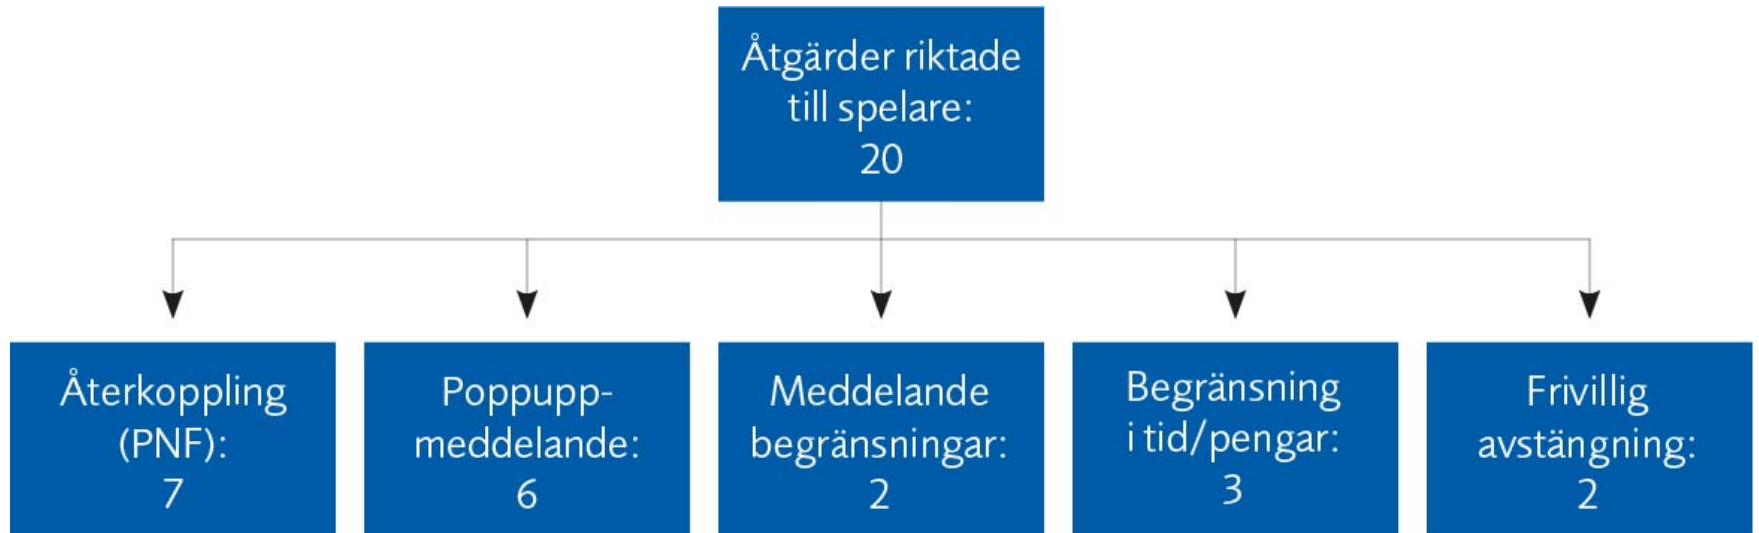 Åtgärder riktade
till spelare:
20
Återkoppling
(PNF):
7
Poppupp-
meddelande:
6
Meddelande
begränsningar:
2
Begränsning
i tid/pengar:
3
Frivillig
avstängning:
2